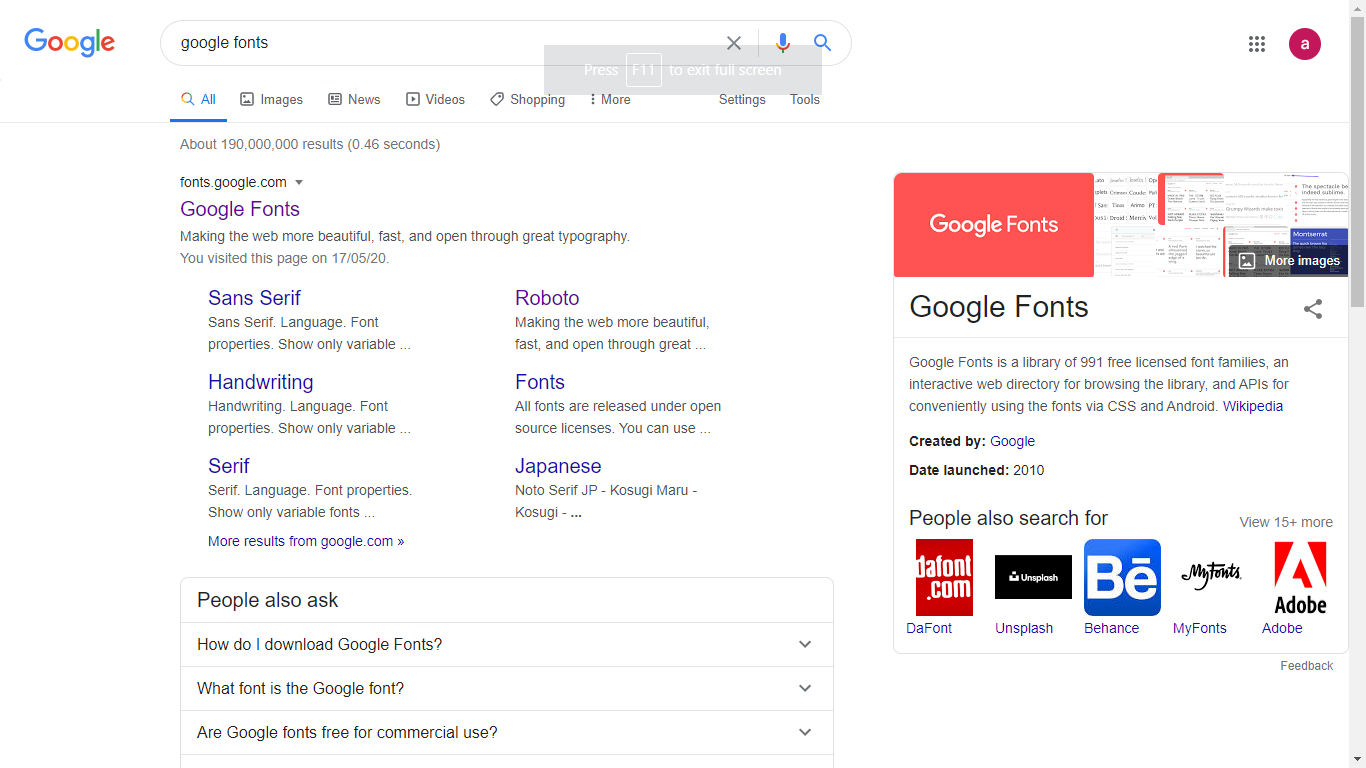 Google
google fonts
a
Press F11 to exit full screen
All
Images
News
Videos
Shopping
More
Settings
Tools
About 190,000,000 results (0.46 seconds)
fonts.google.com
Google Fonts
Making the web more beautiful, fast, and open through great typography.
You visited this page on 17/05/20.
Sans Serif
Sans Serif. Language. Font
properties. Show only variable ...
Roboto
Making the web more beautiful,
fast, and open through great ...
Handwriting
Handwriting. Language. Font
properties. Show only variable ...
Fonts
All fonts are released under open
source licenses. You can use ...
Serif
Serif. Language. Font properties.
Show only variable fonts ...
Japanese
Noto Serif JP - Kosugi Maru -
Kosugi - ...
More results from google.com »
People also ask
How do I download Google Fonts?
What font is the Google font?
Are Google fonts free for commercial use?
Google Fonts
The spectacle be
indeed sublime.
Montserrat
More images
Google Fonts
Google Fonts is a library of 991 free licensed font families, an
interactive web directory for browsing the library, and APIs for
conveniently using the fonts via CSS and Android. Wikipedia
Created by: Google
Date launched: 2010
People also search for
View 15+ more
dafont
.com
Unsplash
Bē
MyFonts
Adobe
DaFont
Unsplash
Behance
MyFonts
Adobe
Feedback